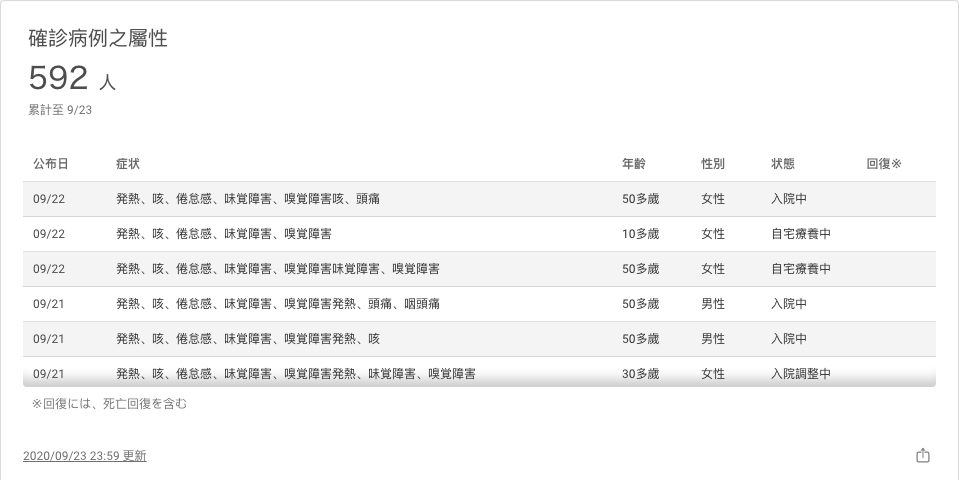 確診病例之屬性
592 人
累計至 9/23
公布日 症状 年齢 性別 状態 回復※
09/22 発熱、咳、倦怠感、味覚障害、嗅覚障害咳、頭痛 50多歲 女性 入院中
09/22 発熱、咳、倦怠感、味覚障害、嗅覚障害 10多歲 女性 自宅療養中
09/22 発熱、咳、倦怠感、味覚障害、嗅覚障害味覚障害、嗅覚障害 50多歲 女性 自宅療養中
09/21 発熱、咳、倦怠感、味覚障害、嗅覚障害発熱、頭痛、咽頭痛 50多歲 男性 入院中
09/21 発熱、咳、倦怠感、味覚障害、嗅覚障害発熱、咳 50多歲 男性 入院中
09/21 発熱、咳、倦怠感、味覚障害、嗅覚障害発熱、味覚障害、嗅覚障害 30多歲 女性 入院調整中
※回復には、死亡回復を含む
2020/09/23 23:59 更新